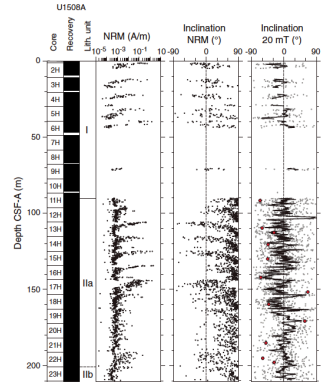 U1508A
Core
Recovery
Lith. unit
NRM (A/m)
Inclination
NRM (°)
Inclination
20 mT (°)
10-5 10-3 10-1 10 -90 0 90
-90 0 90
0
50
100
150
200
Depth CSF-A (m)
2H
3H
4H
5H
6H
7H
8H
9H
10H
11H
12H
13H
14H
15H
16H
17H
18H
19H
20H
21H
22H
23H
I
IIa
IIb